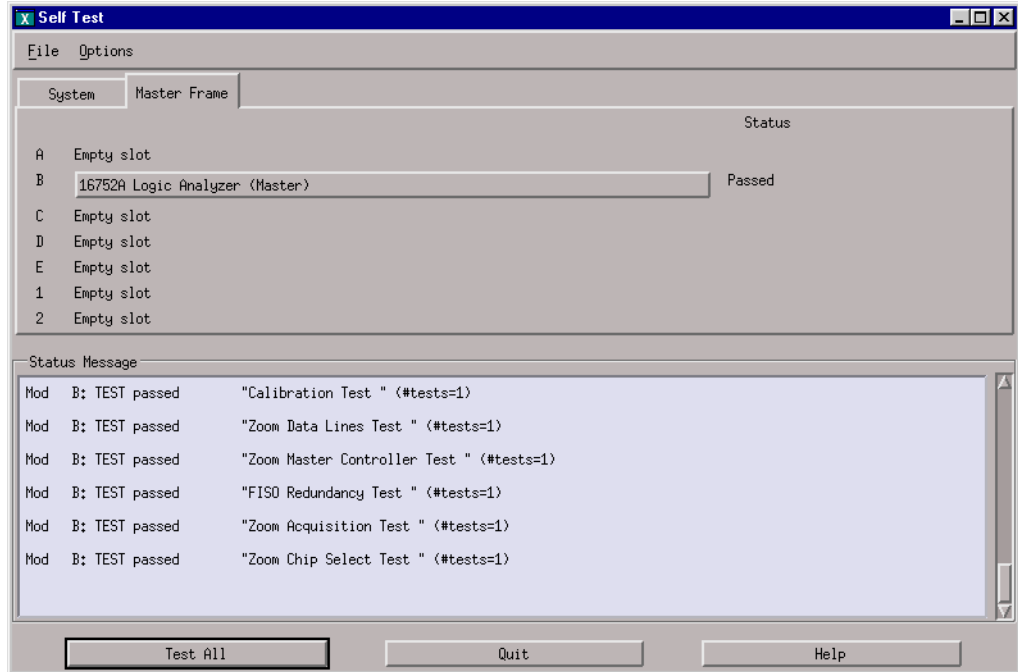 X Self Test
File Options
System Master Frame
Status
A Empty slot
B 16752A Logic Analyzer (Master) Passed
C Empty slot
D Empty slot
E Empty slot
1 Empty slot
2 Empty slot
Status Message
Mod B: TEST passed "Calibration Test " (#tests=1)
Mod B: TEST passed "Zoom Data Lines Test " (#tests=1)
Mod B: TEST passed "Zoom Master Controller Test " (#tests=1)
Mod B: TEST passed "FISO Redundancy Test " (#tests=1)
Mod B: TEST passed "Zoom Acquisition Test " (#tests=1)
Mod B: TEST passed "Zoom Chip Select Test " (#tests=1)
Test All Quit Help